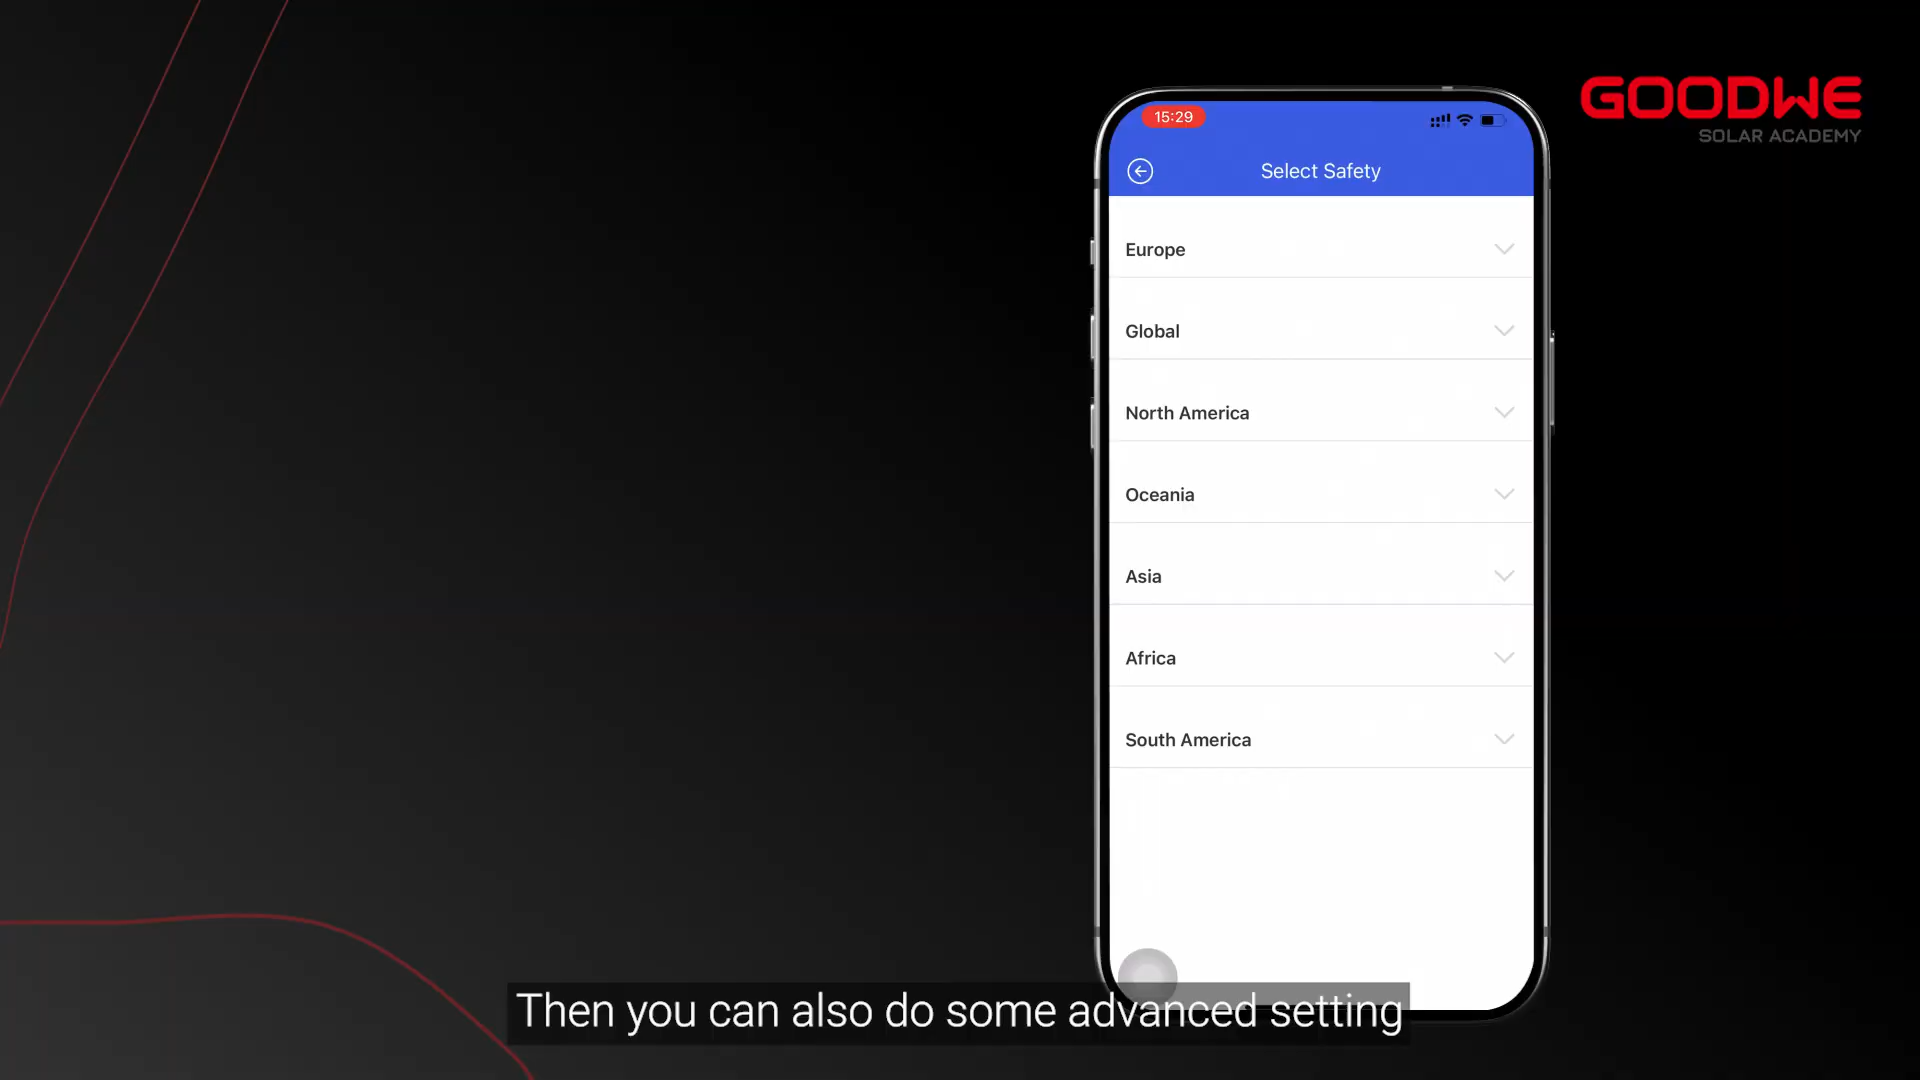 GOODWE
SOLAR ACADEMY
15:29
Select Safety
Europe
Global
North America
Oceania
Asia
Africa
South America
Then you can also do some advanced setting